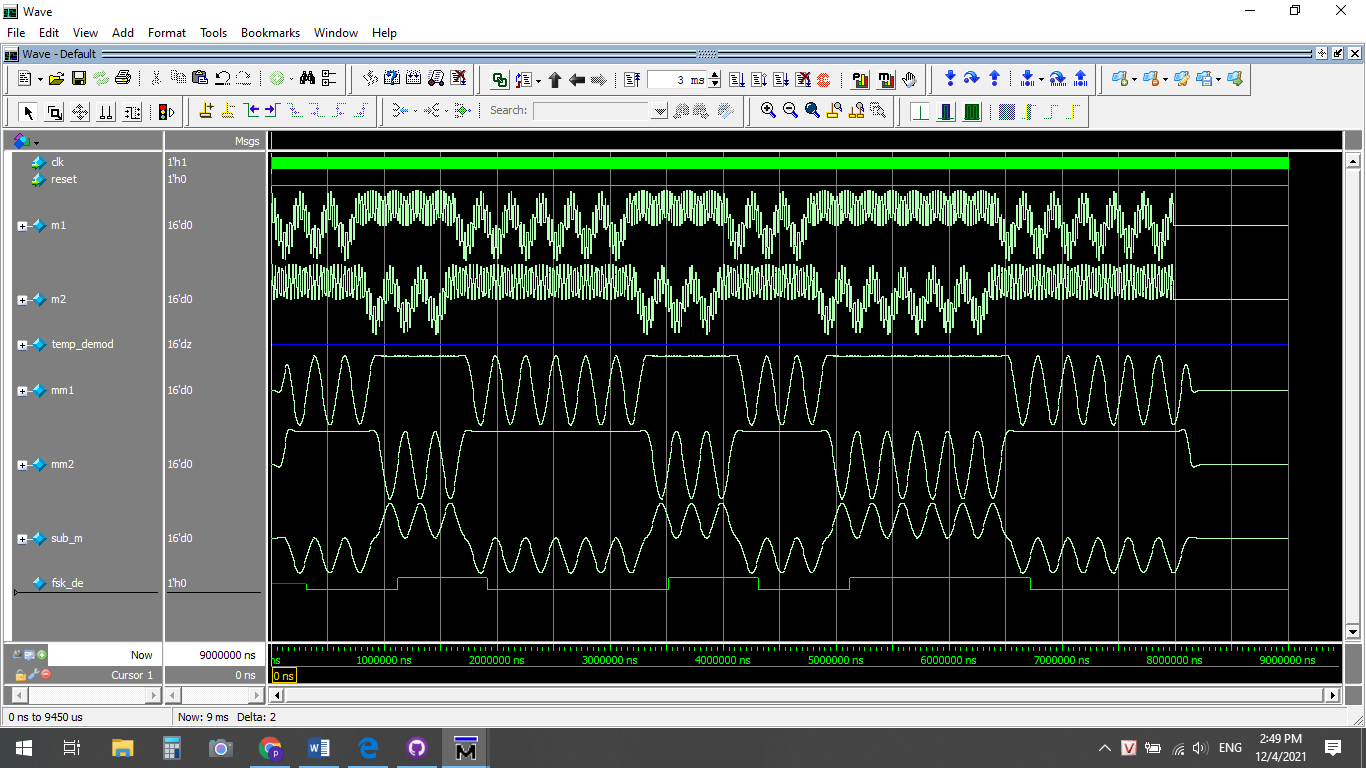 Wave
File Edit View Add Format Tools Bookmarks Window Help
Wave - Default
3 ms
Search:
Msgs
clk 1'h1
reset 1'h0
m1 16'd0
m2 16'd0
temp_demod 16'dz
mm1 16'd0
mm2 16'd0
sub_m 16'd0
fsk_de 1'h0
Now 9000000 ns
ns 1000000 ns 2000000 ns 3000000 ns 4000000 ns 5000000 ns 6000000 ns 7000000 ns 8000000 ns 9000000 ns
Cursor 1 0 ns
0 ns
0 ns to 9450 us Now: 9 ms Delta: 2
ENG
2:49 PM
12/4/2021